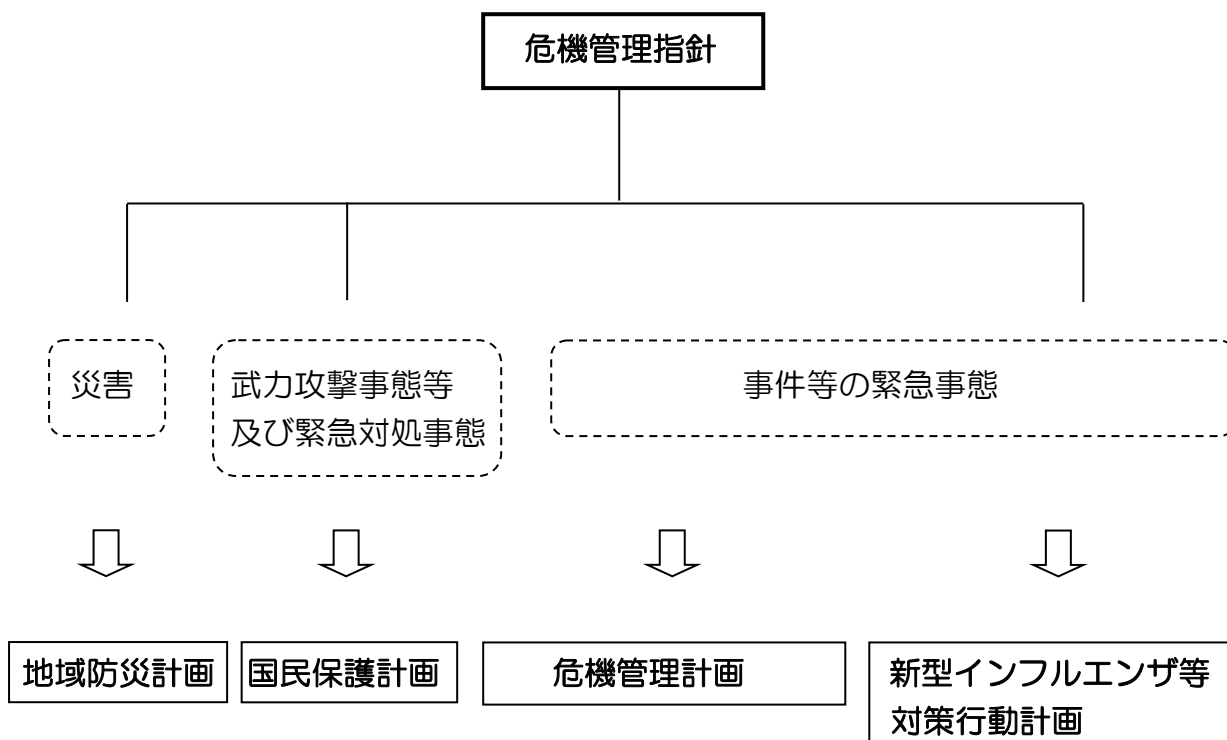 危機管理指針
災害
武力攻撃事態等
及び緊急対処事態
事件等の緊急事態
地域防災計画
国民保護計画
危機管理計画
新型インフルエンザ等
対策行動計画